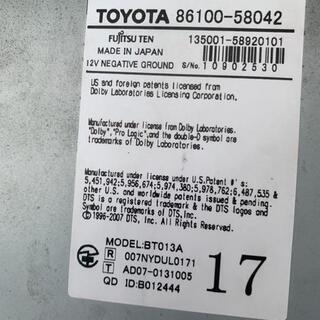 TOYOTA 86100-58042
FUJITSU TEN 135001-58920101
MADE IN JAPAN
12V NEGATIVE GROUND S/No 10902530
US and foreign patents licensed from
Dolby Laboratories Licensing Corporation.
Manufactured under license from Dolby Laboratories.
"Dolby","Pro Logic", and the double-D symbol are
trademarks of Dolby Laboratories.
Manufactured under license under U.S.Patent #'s:
5,451,942;5,956,674;5,974,380;5,978,762;6,487,535 &
other U.S. and worldwide patents issued &
pending. DTS is a registered trademark and the DTS logos and
Symbol are trademarks of DTS, Inc.
©1996-2007 DTS, Inc. All Rights Reserved.
MODEL:BT013A
R 007NYDUL0171
T AD07-0131005
QD ID:B012444
17